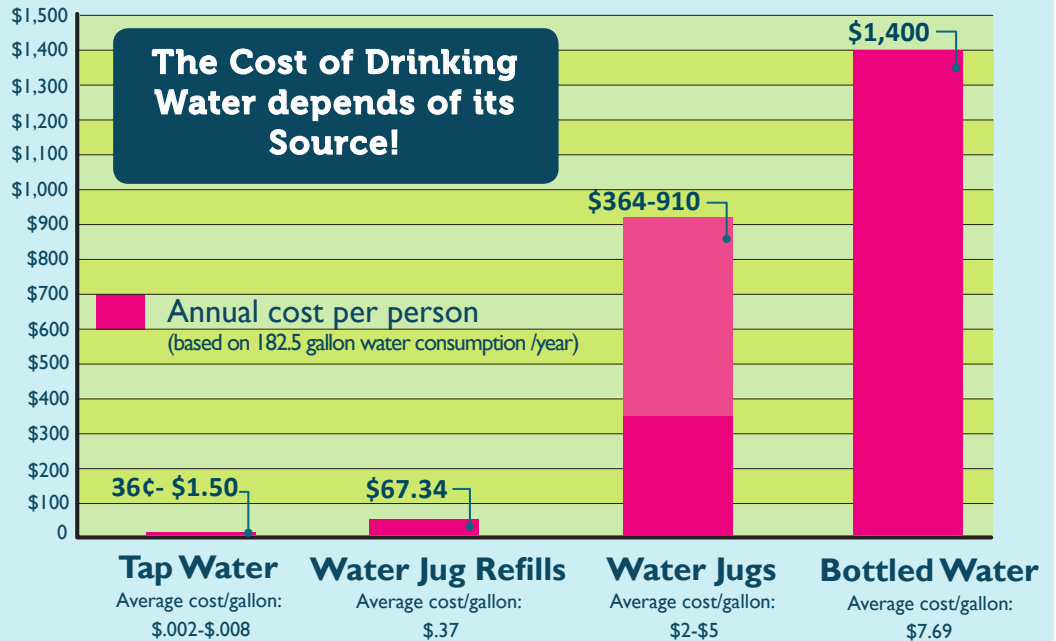 $1,500
$1,400
$1,300
$1,200
$1,100
$1,000
$900
$800
$700
$600
$500
$400
$300
$200
$100
0
The Cost of Drinking
Water depends of its
Source!
Annual cost per person
(based on 182.5 gallon water consumption /year)
36¢- $1.50
$67.34
$364-910
$1,400
Tap Water
Average cost/gallon:
$.002-$.008
Water Jug Refills
Average cost/gallon:
$.37
Water Jugs
Average cost/gallon:
$2-$5
Bottled Water
Average cost/gallon:
$7.69